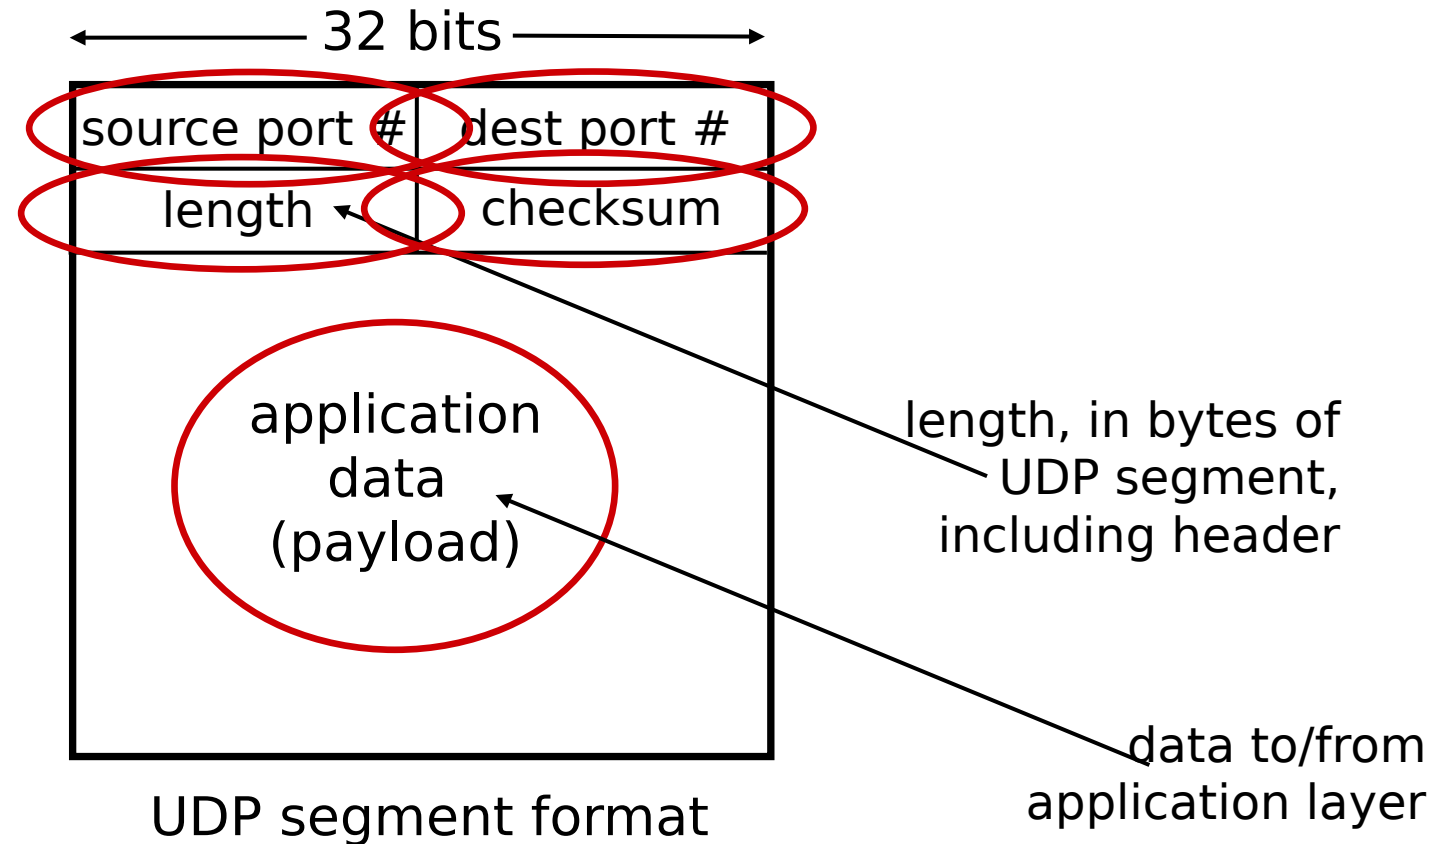 32 bits
source port # dest port #
length checksum
application
data
(payload)
length, in bytes of
UDP segment,
including header
data to/from
application layer
UDP segment format